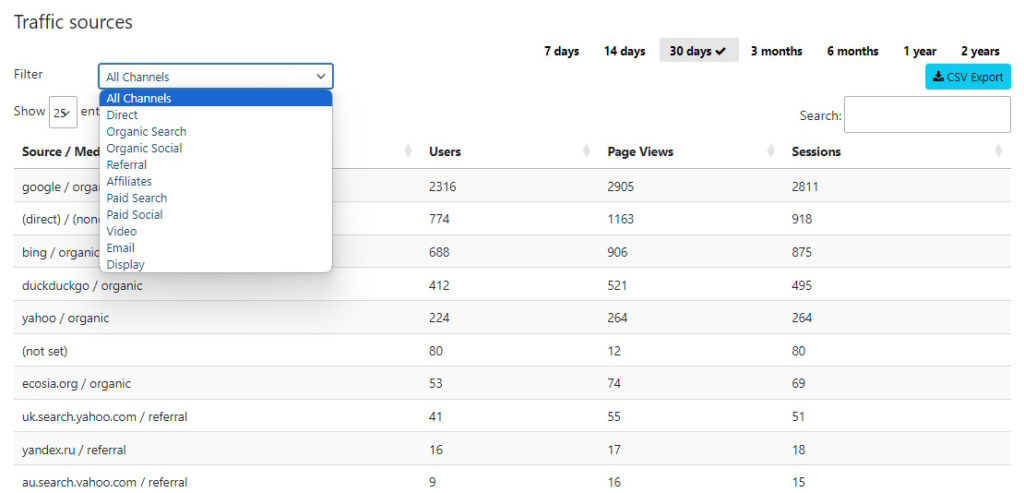 Traffic sources
7 days 14 days 30 days 3 months 6 months 1 year 2 years
Filter All Channels
CSV Export
All Channels
Direct
Organic Search
Organic Social
Referral
Affiliates
Paid Search
Paid Social
Video
Email
Display
Show 25
Search:
Source / Users Page Views Sessions
google / 2316 2905 2811
(direct) / 774 1163 918
bing / organic 688 906 875
duckduckgo / organic 412 521 495
yahoo / organic 224 264 264
(not set) 80 12 80
ecosia.org / organic 53 74 69
uk.search.yahoo.com / referral 41 55 51
yandex.ru / referral 16 17 18
au.search.yahoo.com / referral 9 16 15